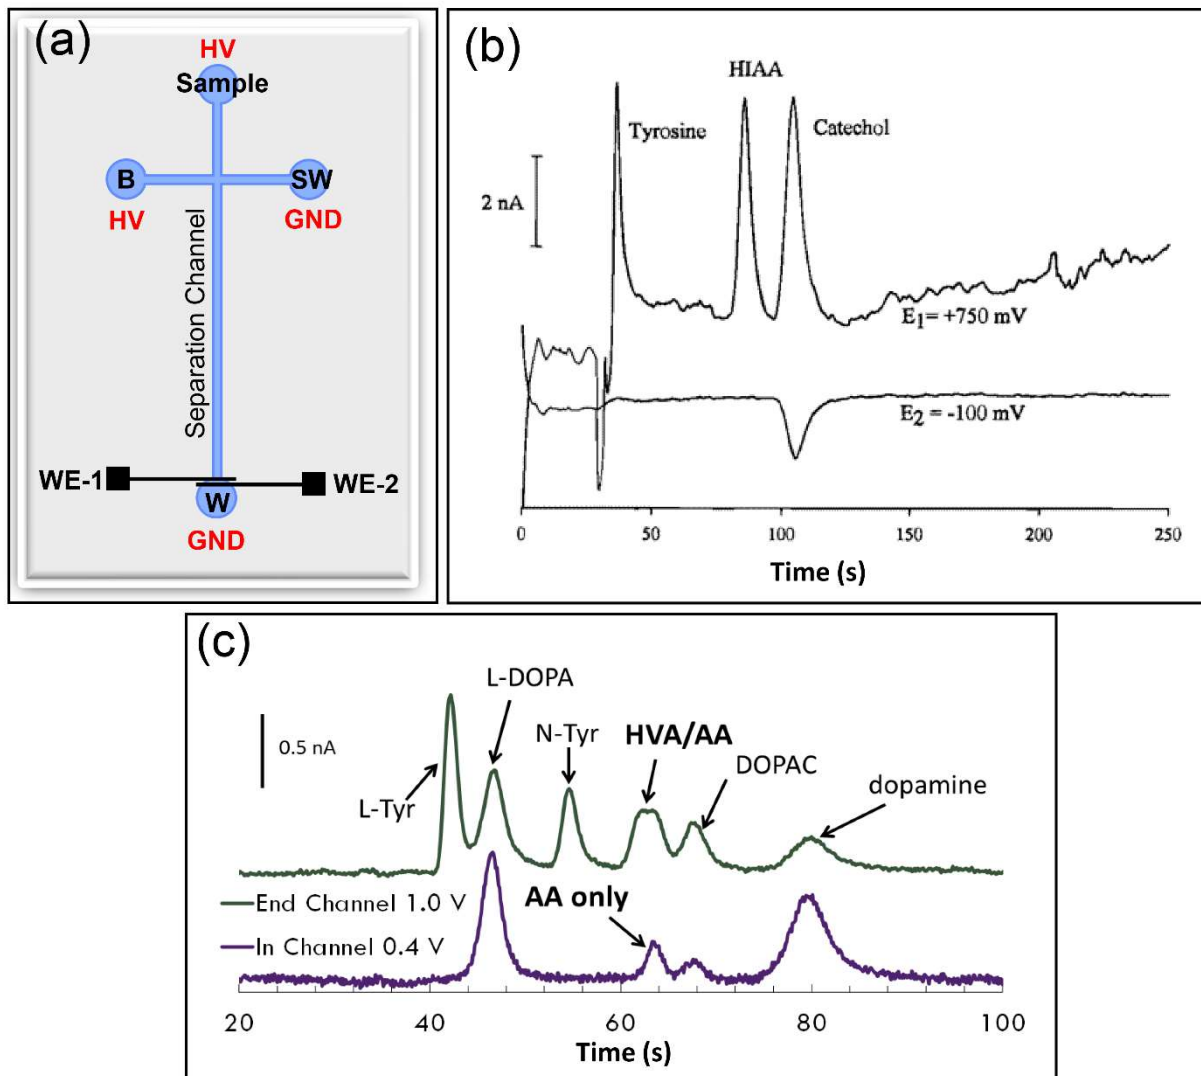 (a)
HV
Sample
B
SW
HV
GND
Separation Channel
WE-1
WE-2
W
GND
(b)
HIAA
Tyrosine
Catechol
2 nA
E1= +750 mV
E2 = -100 mV
0 50 100 150 200 250
Time (s)
(c)
L-DOPA
0.5 nA
N-Tyr
HVA/AA
DOPAC
L-Tyr
dopamine
End Channel 1.0 V
AA only
In Channel 0.4 V
20 40 60 80 100
Time (s)